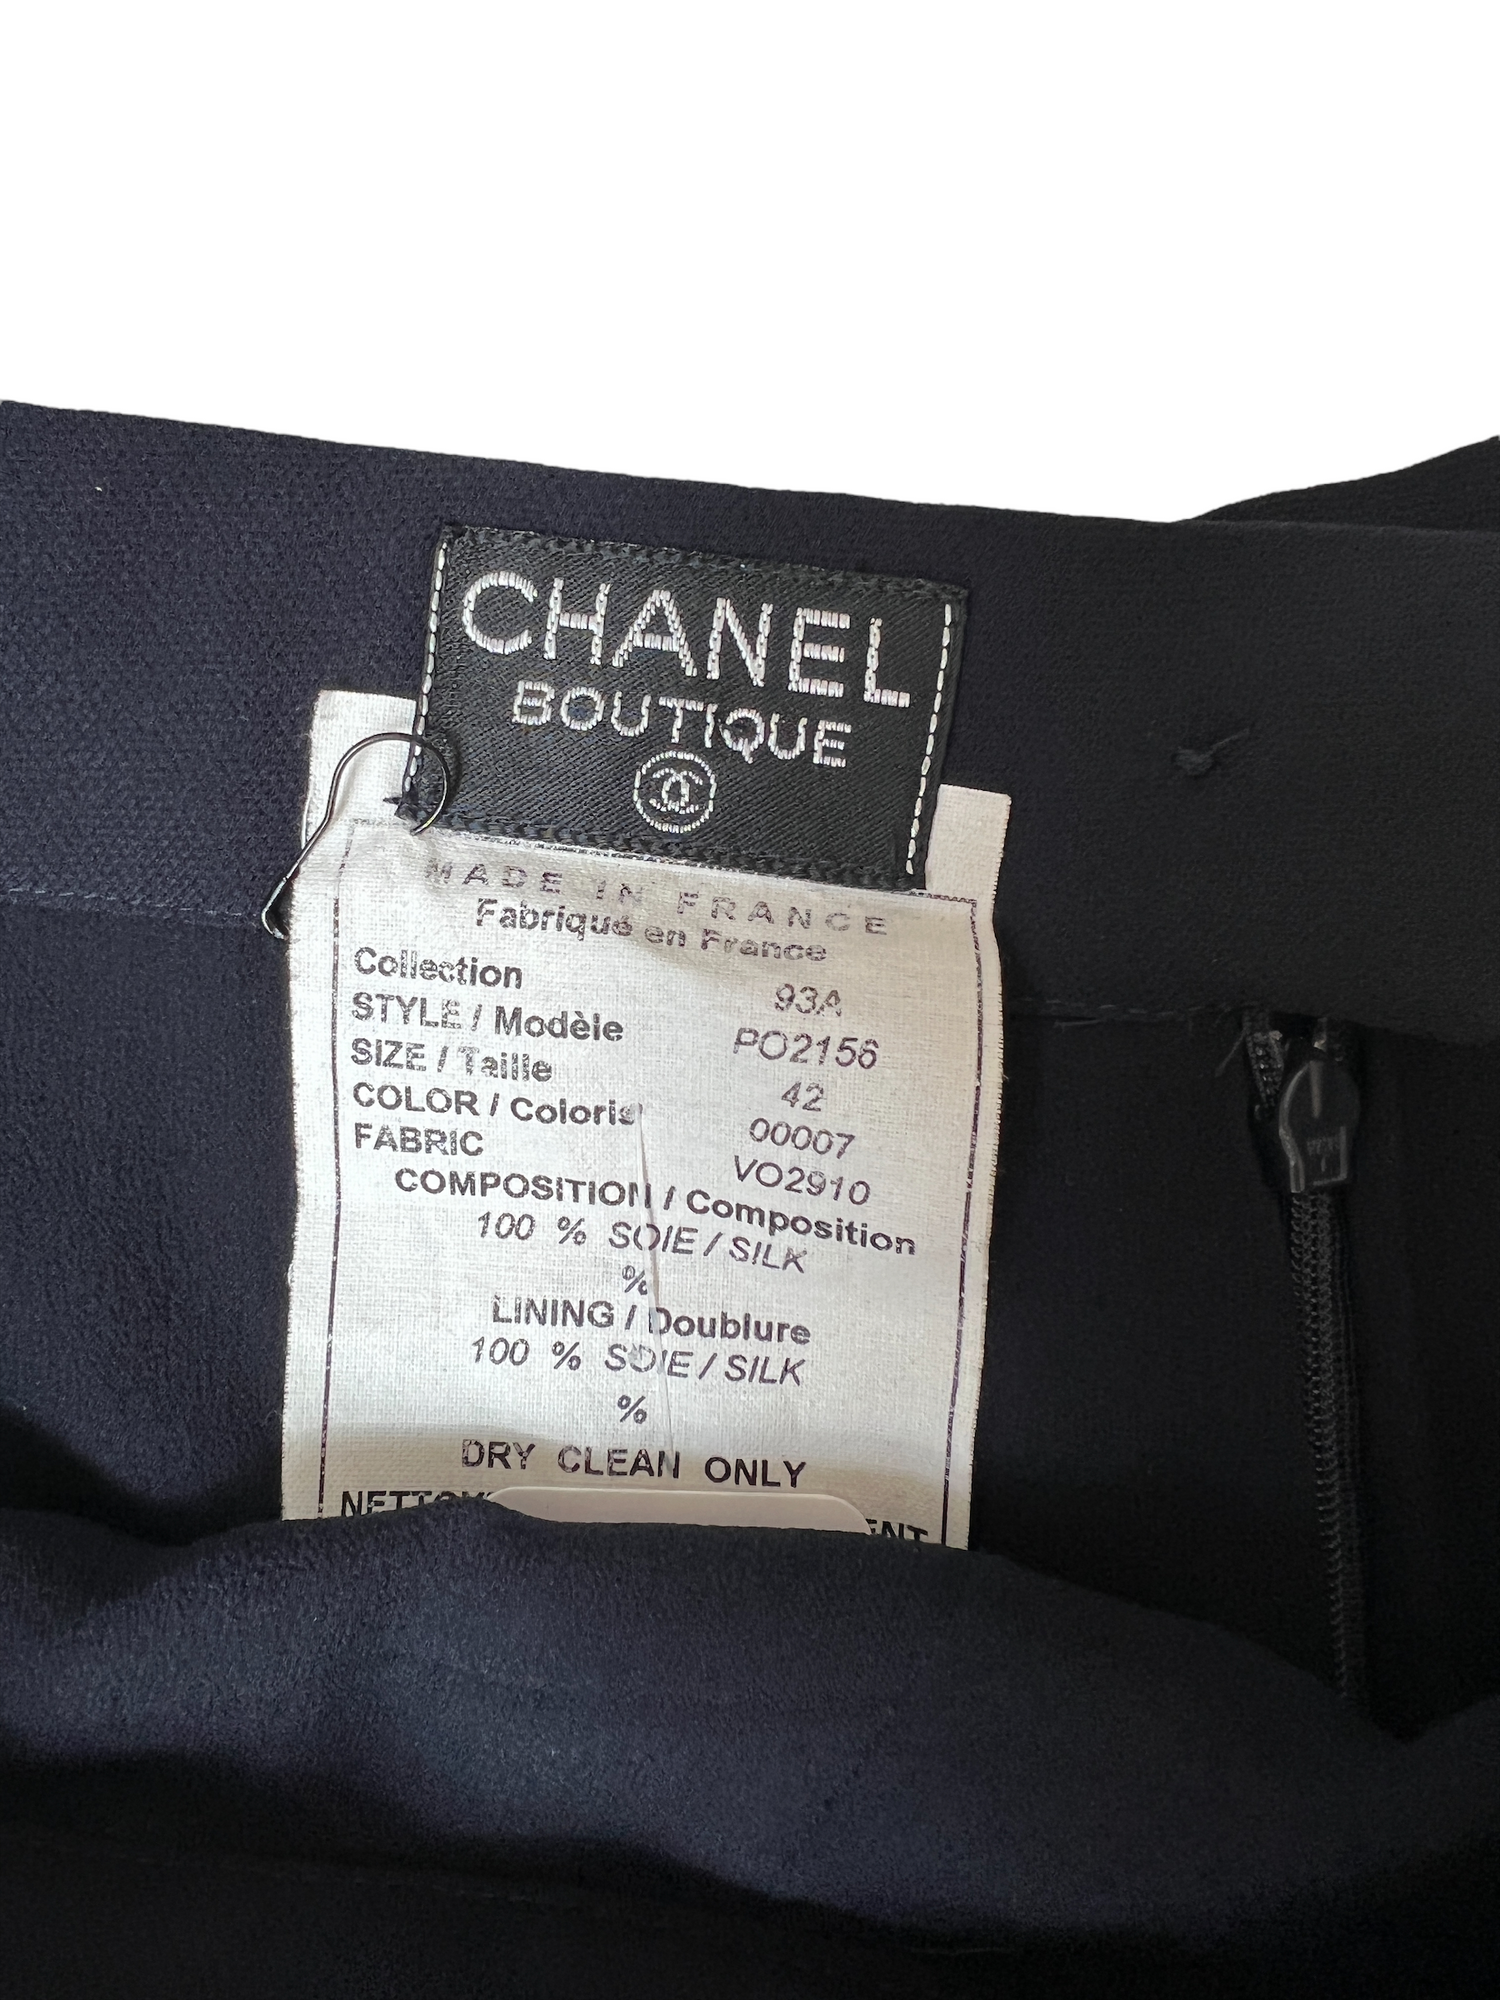 CHANEL
BOUTIQUE
MADE IN FRANCE
Fabriqué en France
Collection 93A
STYLE / Modèle PO2156
SIZE / Taille 42
COLOR / Coloris 00007
FABRIC VO2910
COMPOSITION / Composition
100 % SOIE / SILK
%
LINING / Doublure
100 % SOIE / SILK
%
DRY CLEAN ONLY